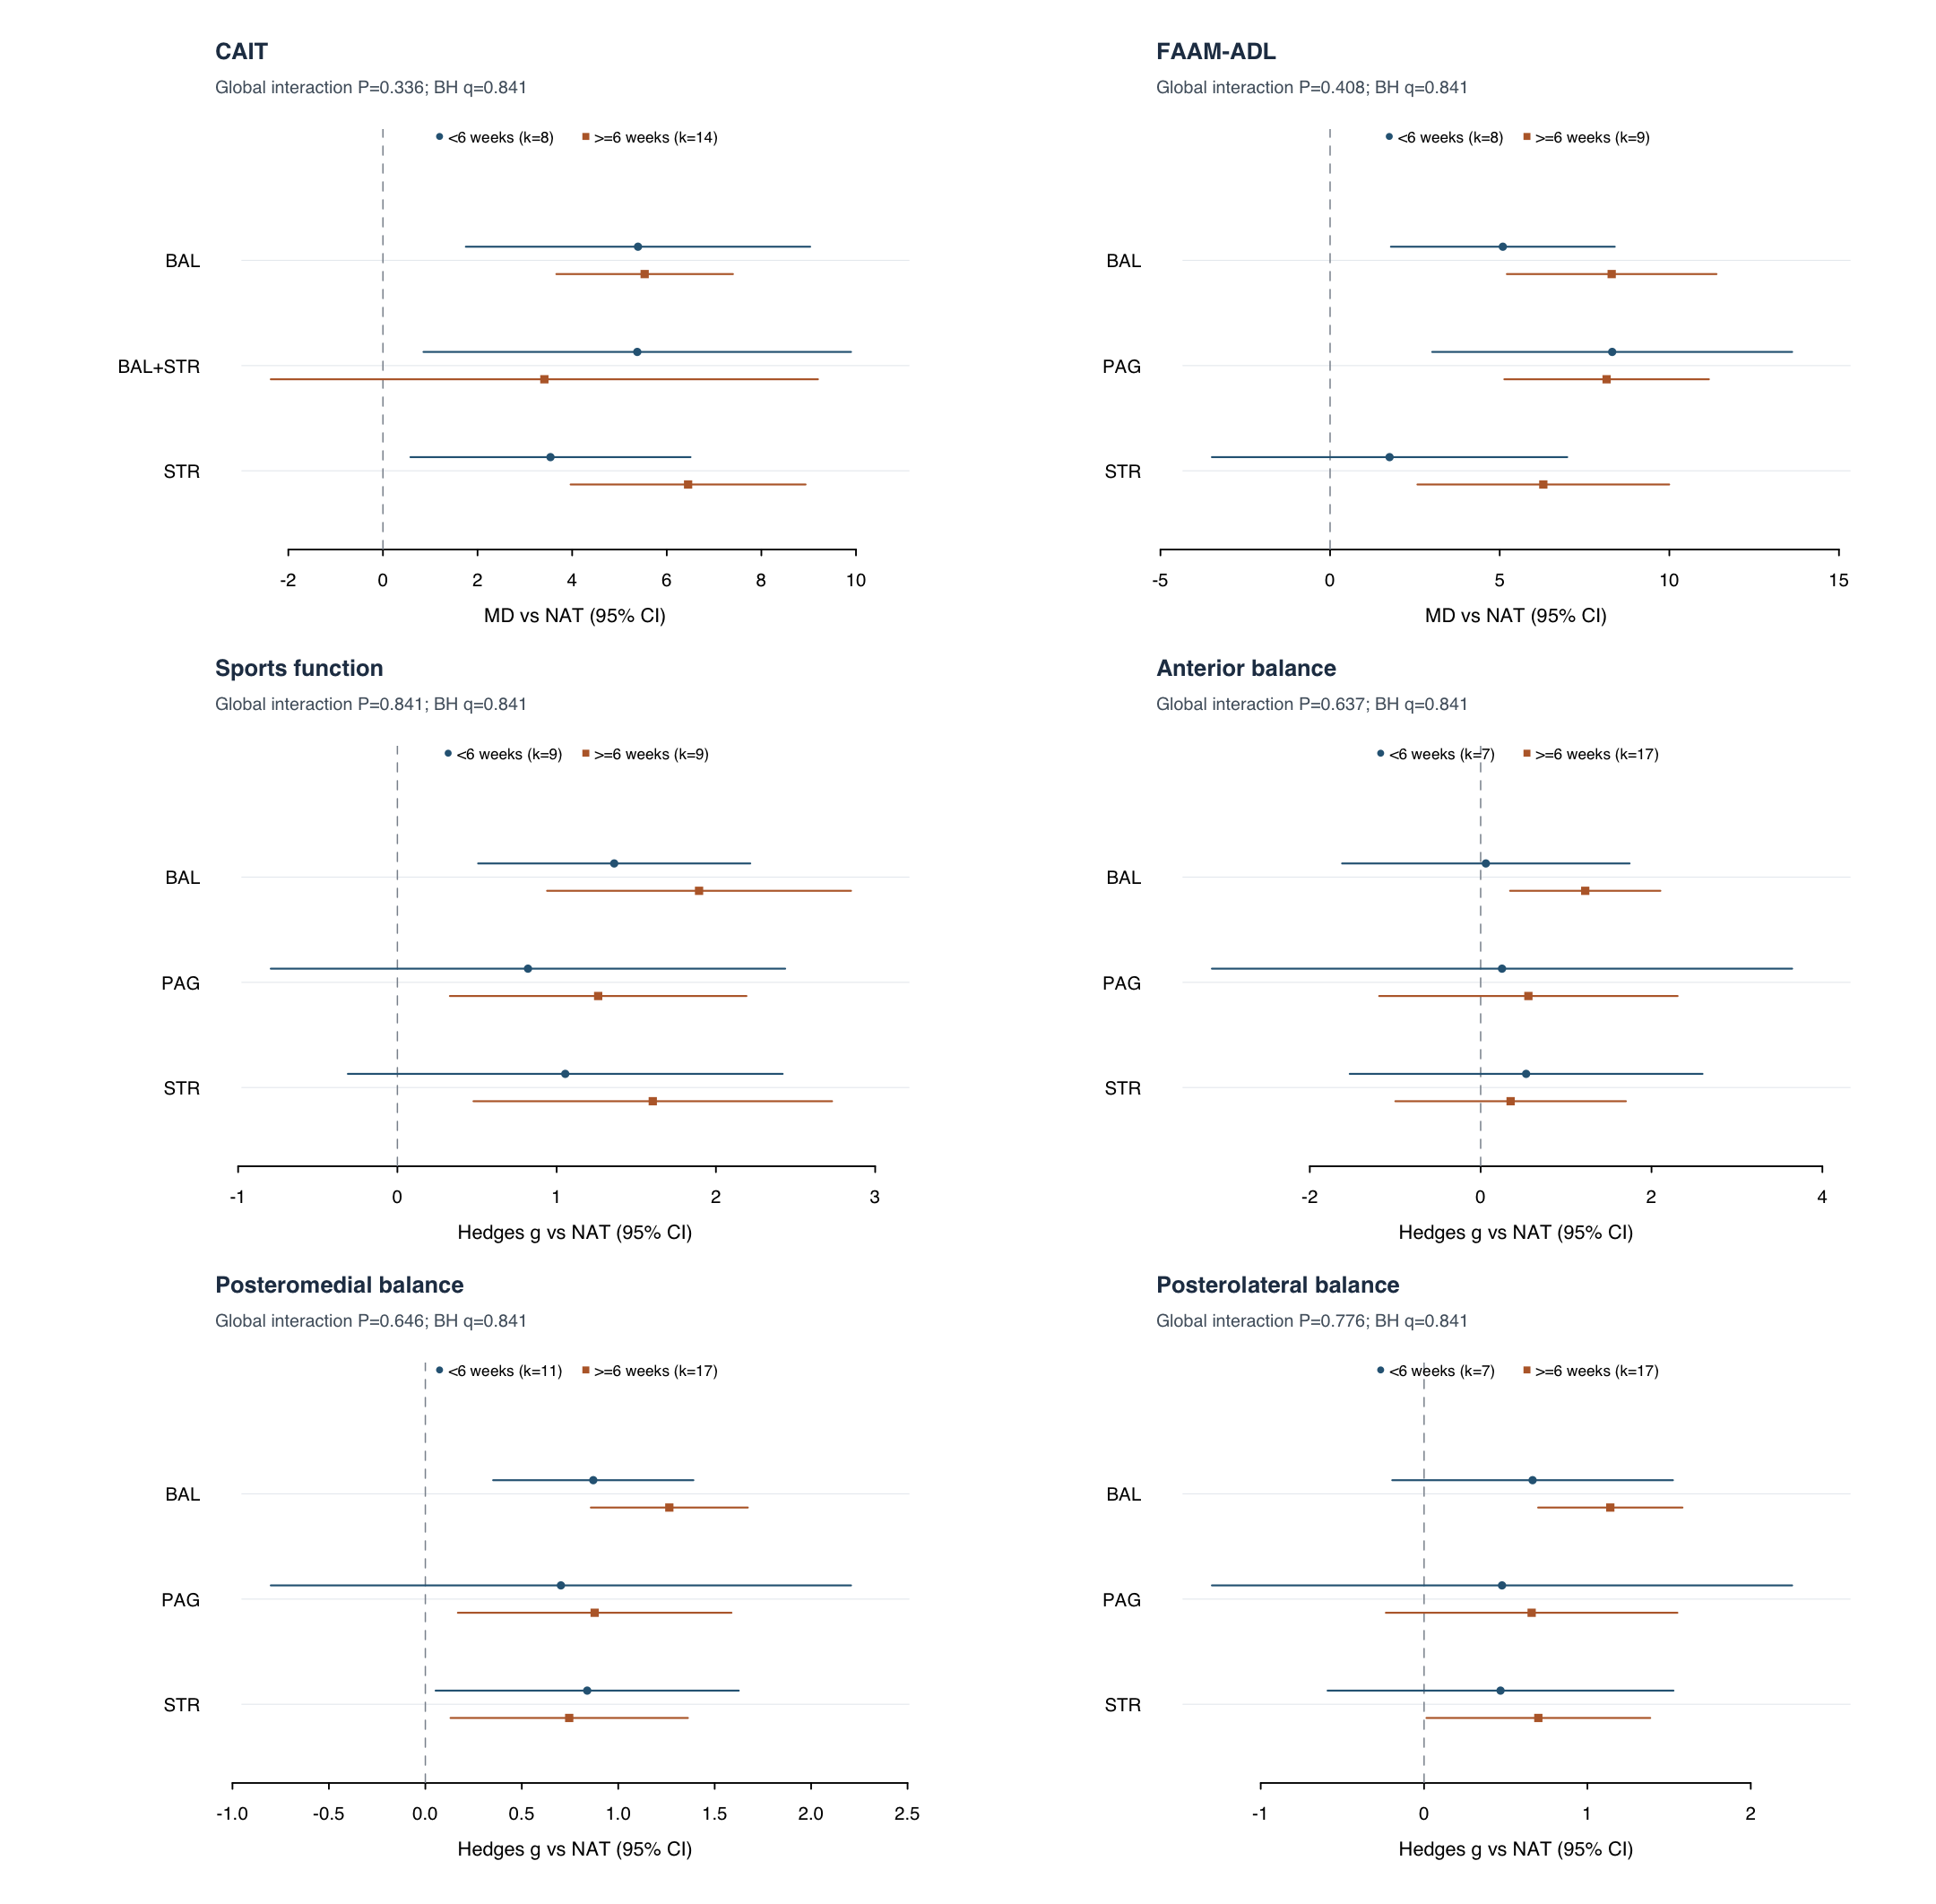 CAIT
Global interaction P=0.336; BH q=0.841
<6 weeks (k=8) >=6 weeks (k=14)
BAL
BAL+STR
STR
-2 0 2 4 6 8 10
MD vs NAT (95% CI)
FAAM-ADL
Global interaction P=0.408; BH q=0.841
<6 weeks (k=8) >=6 weeks (k=9)
BAL
PAG
STR
-5 0 5 10 15
MD vs NAT (95% CI)
Sports function
Global interaction P=0.841; BH q=0.841
<6 weeks (k=9) >=6 weeks (k=9)
BAL
PAG
STR
-1 0 1 2 3
Hedges g vs NAT (95% CI)
Anterior balance
Global interaction P=0.637; BH q=0.841
<6 weeks (k=7) >=6 weeks (k=17)
BAL
PAG
STR
-2 0 2 4
Hedges g vs NAT (95% CI)
Posteromedial balance
Global interaction P=0.646; BH q=0.841
<6 weeks (k=11) >=6 weeks (k=17)
BAL
PAG
STR
-1.0 -0.5 0.0 0.5 1.0 1.5 2.0 2.5
Hedges g vs NAT (95% CI)
Posterolateral balance
Global interaction P=0.776; BH q=0.841
<6 weeks (k=7) >=6 weeks (k=17)
BAL
PAG
STR
-1 0 1 2
Hedges g vs NAT (95% CI)